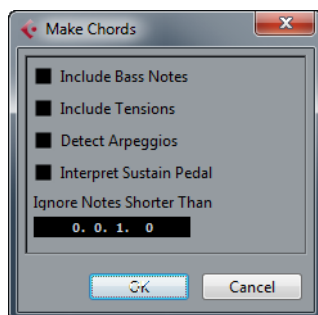 Make Chords
Include Bass Notes
Include Tensions
Detect Arpeggios
Interpret Sustain Pedal
Ignore Notes Shorter Than
0. 0. 1. 0
OK
Cancel